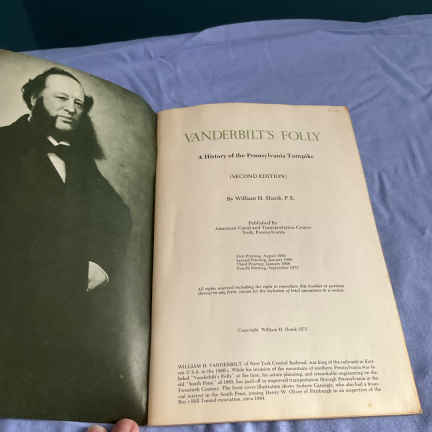 VANDERBILT'S FOLLY
A History of the Pennsylvania Turnpike
(SECOND EDITION)
By William H. Shank, P.E.
Published By
American Canal and Transportation Center
York, Pennsylvania
First Printing, August 1964
Second Printing, January
Third Printing, January
Fourth Printing, September 1973
All rights reserved including the right to reproduce this booklet or portions
thereof in any form, except for the inclusion of brief quotations in a review.
Copyright William H. Shank 1973
WILLIAM H. VANDERBILT, of New York Central Railroad, was king of the railroads in East-
ern U.S.A. in the 1880's. While his invasion of the mountains of southern Pennsylvania was la-
beled "Vanderbilt's Folly" at the time, his astute planning, and remarkable engineering on the
old "South Penn," of 1885, has paid off in improved transportation through Pennsylvania in the
Twentieth Century. The front cover illustration shows Andrew Carnegie, who also had a finan-
cial interest in the South Penn, joining Henry W. Oliver of Pittsburgh in an inspection of the
Ray's Hill Tunnel excavation, circa 1884.